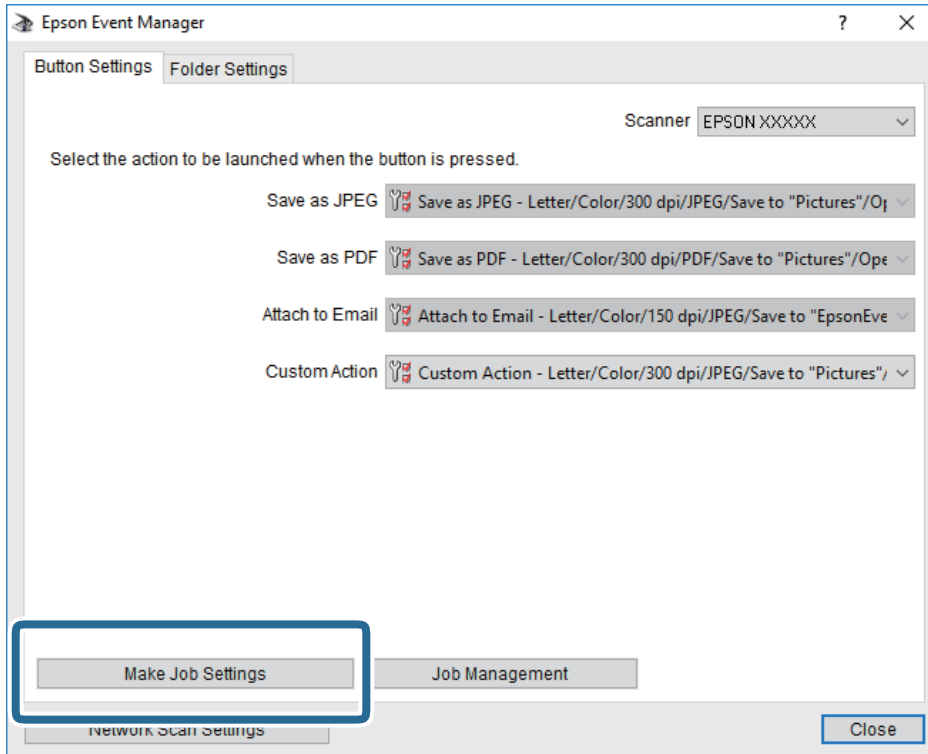 Epson Event Manager
Button Settings Folder Settings
Scanner EPSON XXXXX
Select the action to be launched when the button is pressed.
Save as JPEG Save as JPEG - Letter/Color/300 dpi/JPEG/Save to "Pictures"/Op
Save as PDF Save as PDF - Letter/Color/300 dpi/PDF/Save to "Pictures"/Ope
Attach to Email Attach to Email - Letter/Color/150 dpi/JPEG/Save to "EpsonEve
Custom Action Custom Action - Letter/Color/300 dpi/JPEG/Save to "Pictures"/
Make Job Settings Job Management
Network Scan Settings Close